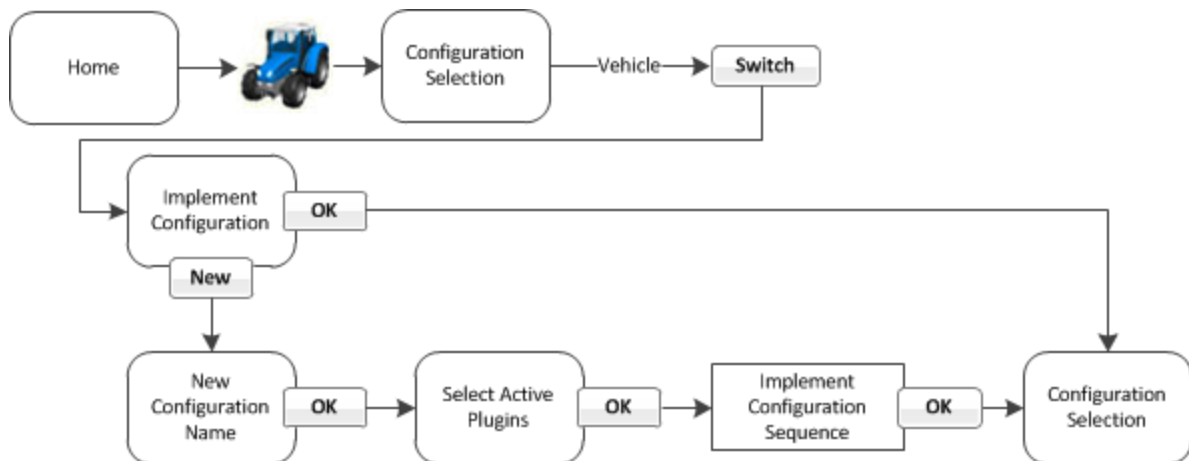 Home
Configuration
Selection
Vehicle
Switch
Implement
Configuration
OK
New
New
Configuration
Name
OK
Select Active
Plugins
OK
Implement
Configuration
Sequence
OK
Configuration
Selection